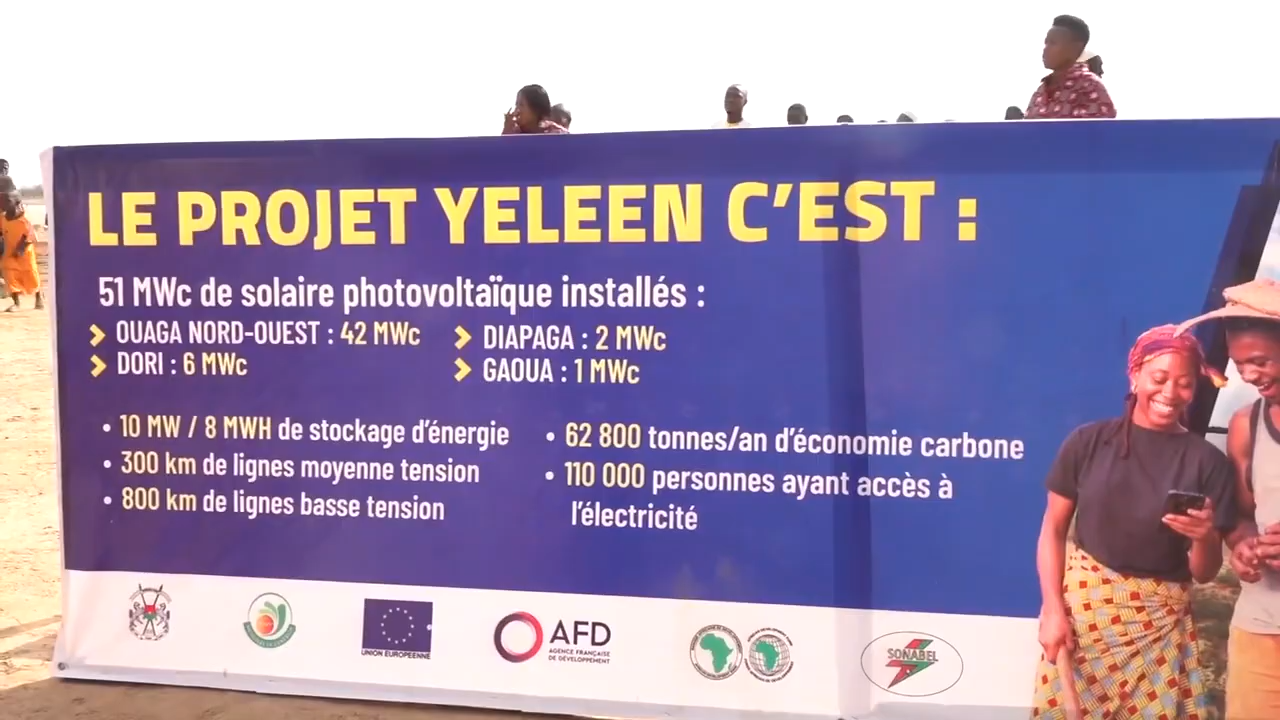 LE PROJET YELEEN C'EST :
51 MWc de solaire photovoltaïque installés :
OUAGA NORD-OUEST : 42 MWc
DORI : 6 MWc
DIAPAGA : 2 MWc
GAOUA : 1 MWc
• 10 MW / 8 MWH de stockage d'énergie
• 300 km de lignes moyenne tension
• 800 km de lignes basse tension
• 62 800 tonnes/an d'économie carbone
• 110 000 personnes ayant accès à
l'électricité
UNION EUROPEENNE
AFD
AGENCE FRANÇAISE
DE DÉVELOPPEMENT
SONABEL